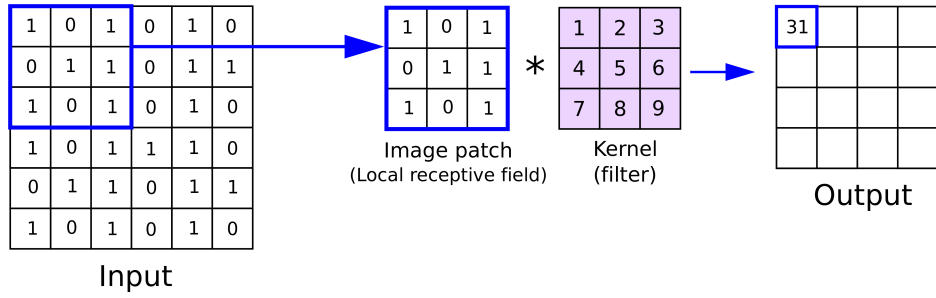 1 0 1 0 1 0
0 1 1 0 1 1
1 0 1 0 1 0
1 0 1 1 1 0
0 1 1 0 1 1
1 0 1 0 1 0
Input
1 0 1
0 1 1
1 0 1
Image patch
(Local receptive field)
*
1 2 3
4 5 6
7 8 9
Kernel
(filter)
31
Output